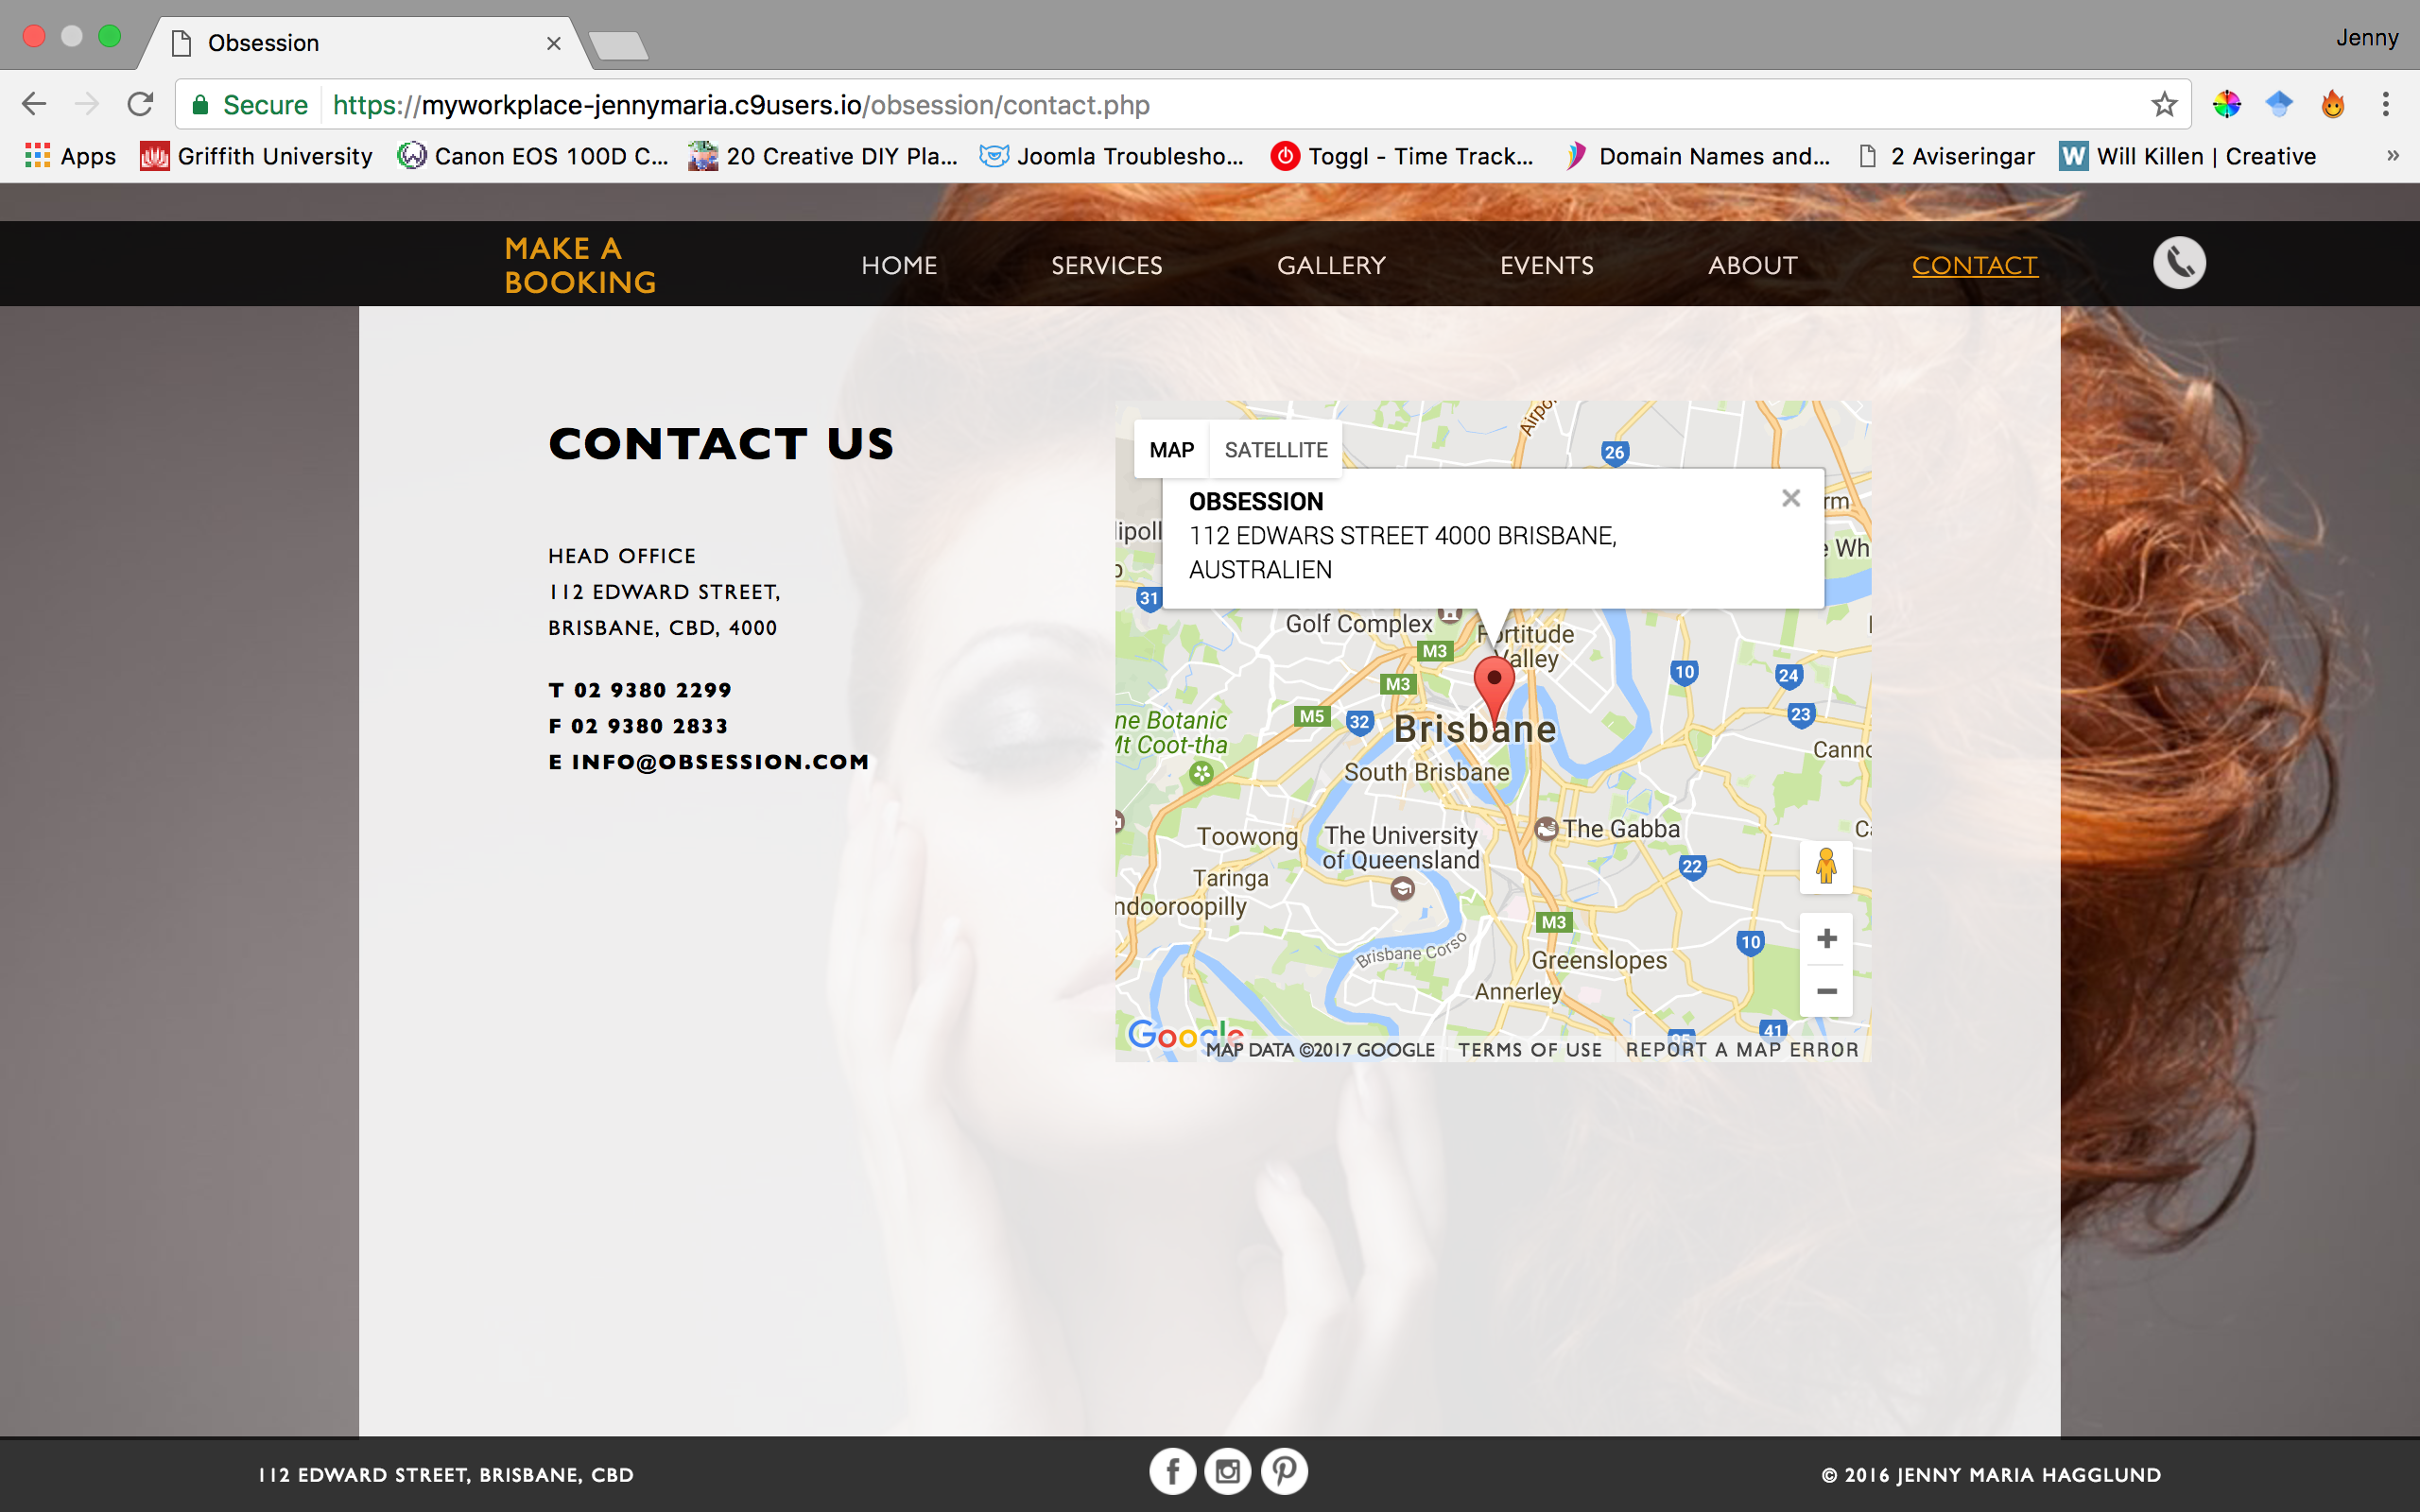 Obsession
Jenny
Secure https://myworkplace-jennymaria.c9users.io/obsession/contact.php
Apps Griffith University Canon EOS 100D C... 20 Creative DIY Pla... Joomla Troublesho... Toggl - Time Track... Domain Names and... 2 Aviseringar Will Killen | Creative »
MAKE A
BOOKING
HOME SERVICES GALLERY EVENTS ABOUT CONTACT
CONTACT US
HEAD OFFICE
112 EDWARD STREET,
BRISBANE, CBD, 4000
T 02 9380 2299
F 02 9380 2833
E INFO@OBSESSION.COM
Airpo
26
MAP SATELLITE
OBSESSION
112 EDWARS STREET 4000 BRISBANE,
AUSTRALIEN
rm
ipoll
e Wh
31
Golf Complex
Fortitude
Valley
M3
10
24
M3
23
M5
32
ne Botanic
Mt Coot-tha
Brisbane
Canno
South Brisbane
Toowong
The University
of Queensland
The Gabba
22
Taringa
ndooroopilly
M3
10
Brisbane Corso
Greenslopes
Annerley
41
95
Google
MAP DATA ©2017 GOOGLE TERMS OF USE REPORT A MAP ERROR
112 EDWARD STREET, BRISBANE, CBD
© 2016 JENNY MARIA HAGGLUND